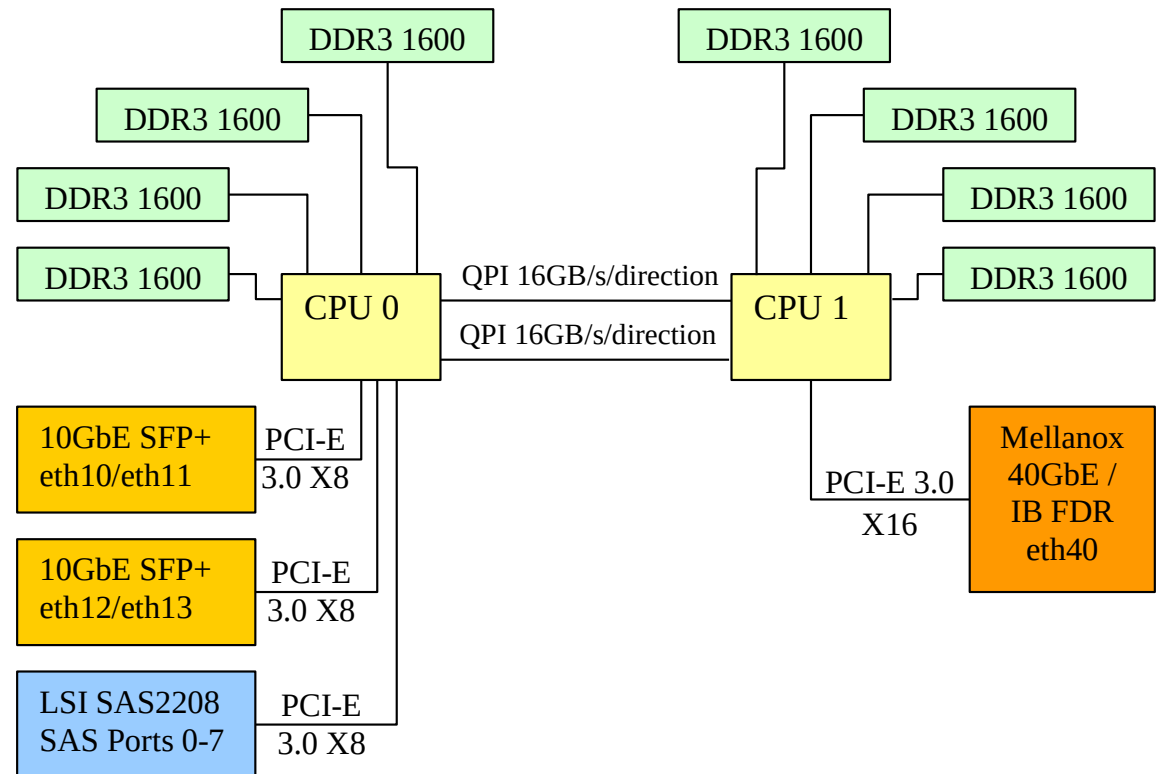 DDR3 1600
DDR3 1600
DDR3 1600
DDR3 1600
DDR3 1600
DDR3 1600
DDR3 1600
DDR3 1600
QPI 16GB/s/direction
CPU 0
CPU 1
QPI 16GB/s/direction
10GbE SFP+
eth10/eth11
PCI-E
3.0 X8
Mellanox
40GbE /
IB FDR
eth40
PCI-E 3.0
X16
10GbE SFP+
eth12/eth13
PCI-E
3.0 X8
LSI SAS2208
SAS Ports 0-7
PCI-E
3.0 X8